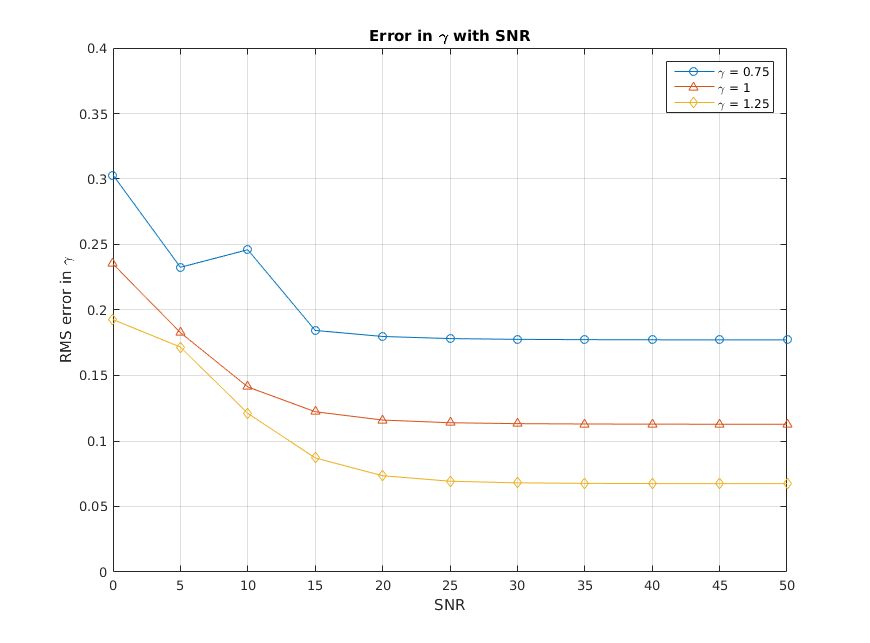 Error in γ with SNR
γ = 0.75
γ = 1
γ = 1.25
0.4
0.35
0.3
0.25
0.2
0.15
0.1
0.05
0
RMS error in γ
0 5 10 15 20 25 30 35 40 45 50
SNR